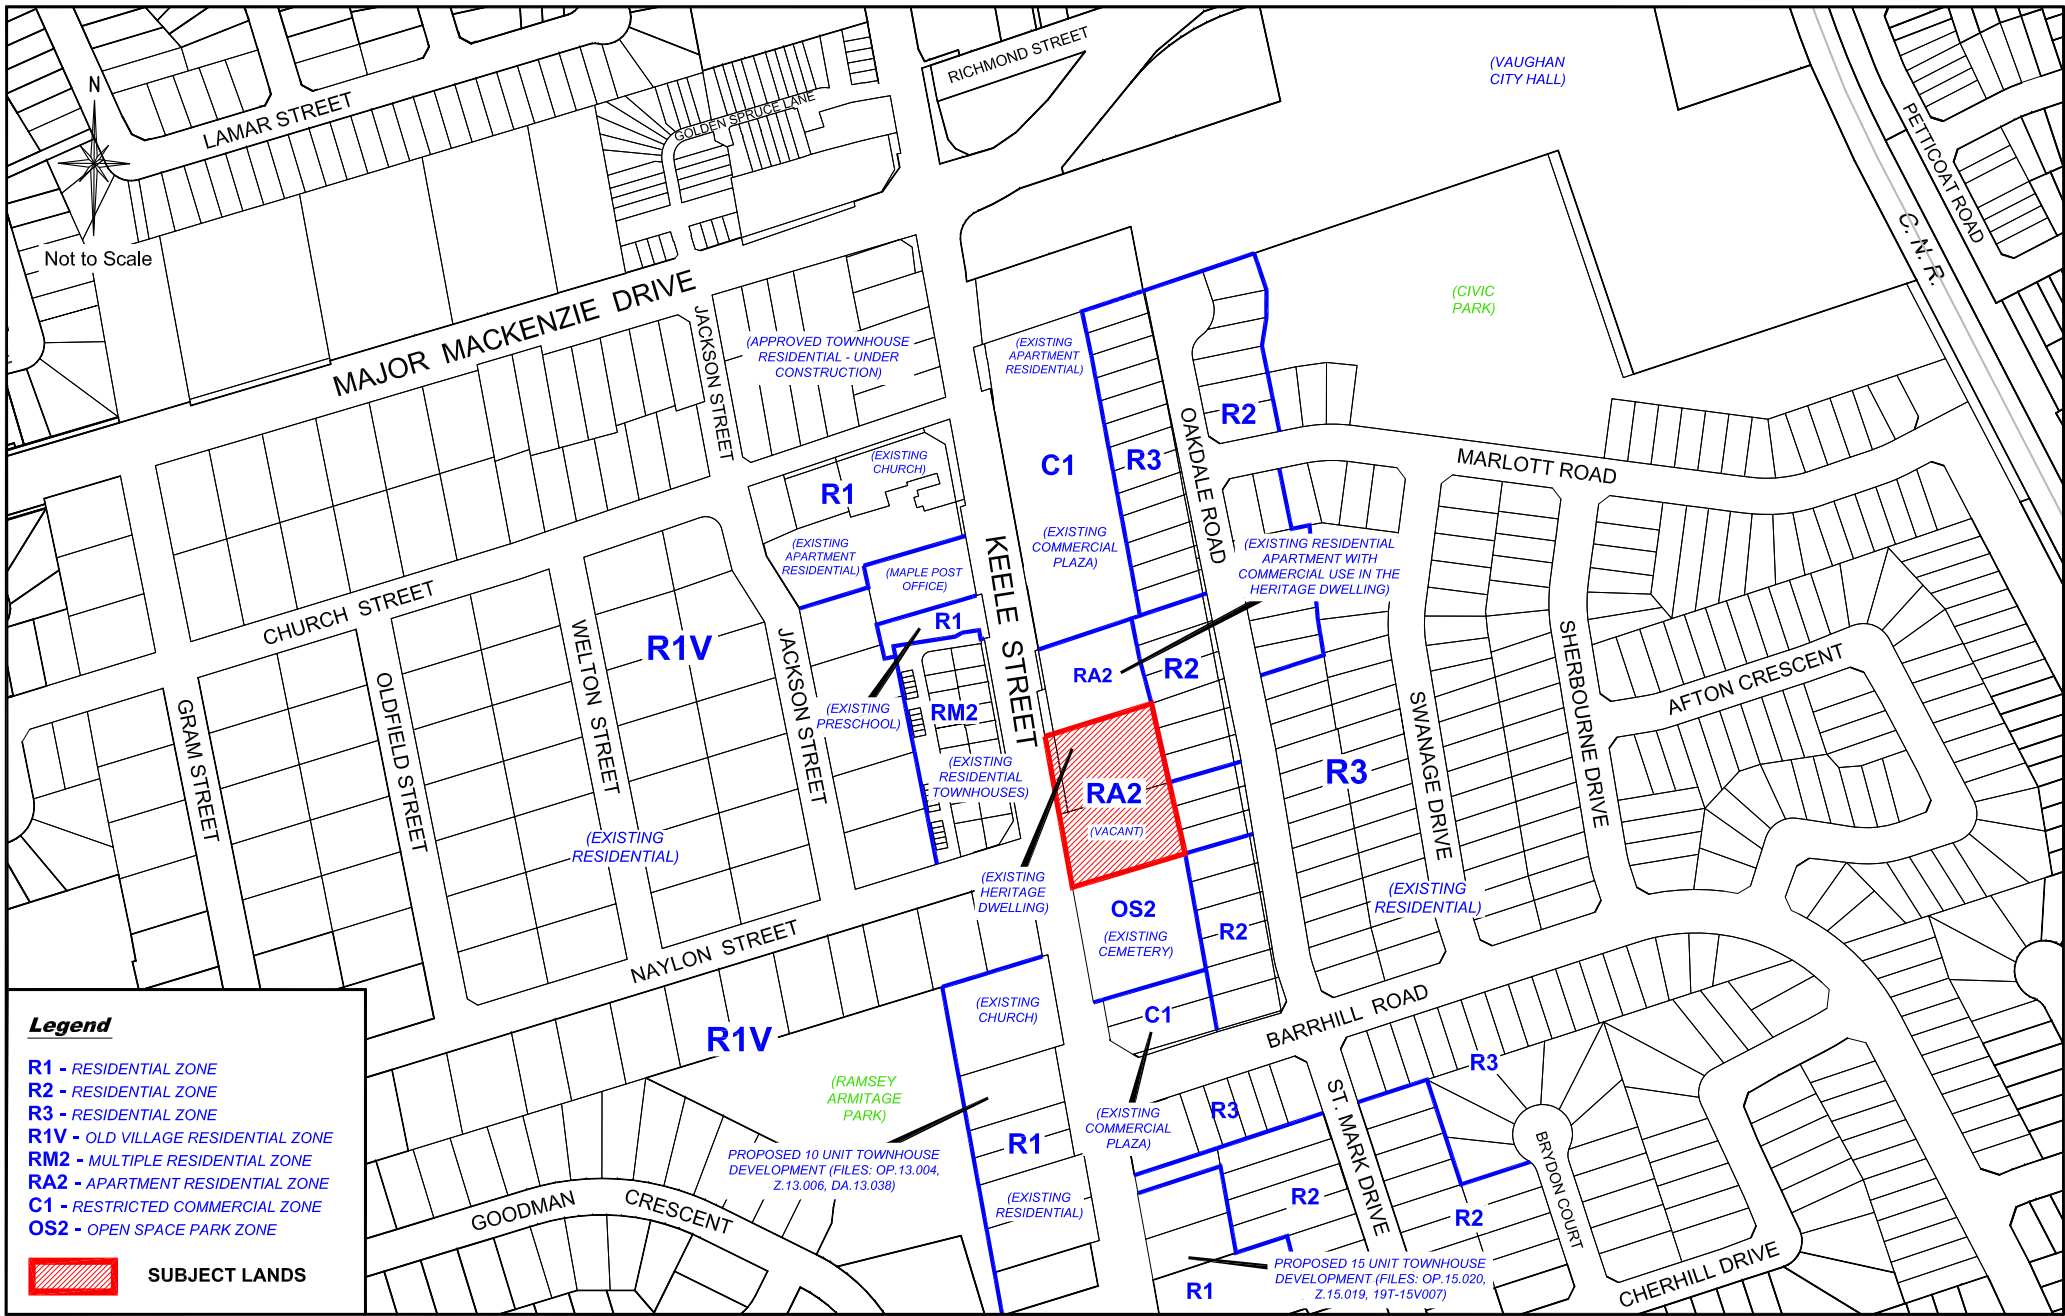 RICHMOND STREET
(VAUGHAN
CITY HALL)
N
LAMAR STREET
GOLDEN SPRUCE LANE
PETTICOAT ROAD
C. N. R.
Not to Scale
MAJOR MACKENZIE DRIVE
JACKSON STREET
(APPROVED TOWNHOUSE
RESIDENTIAL - UNDER
CONSTRUCTION)
(EXISTING
APARTMENT
RESIDENTIAL)
(CIVIC
PARK)
R2
OAKDALE ROAD
C1
R3
MARLOTT ROAD
(EXISTING
CHURCH)
R1
(EXISTING
COMMERCIAL
PLAZA)
(EXISTING
APARTMENT
RESIDENTIAL)
(MAPLE POST
OFFICE)
KEELE STREET
(EXISTING RESIDENTIAL
APARTMENT WITH
COMMERCIAL USE IN THE
HERITAGE DWELLING)
CHURCH STREET
R1
R1V
WELTON STREET
JACKSON STREET
OLDFIELD STREET
GRAM STREET
RA2
R2
SWANAGE DRIVE
SHERBOURNE DRIVE
AFTON CRESCENT
(EXISTING
PRESCHOOL)
RM2
(EXISTING
RESIDENTIAL
TOWNHOUSES)
RA2
(VACANT)
R3
(EXISTING
RESIDENTIAL)
(EXISTING
HERITAGE
DWELLING)
OS2
(EXISTING
CEMETERY)
R2
(EXISTING
RESIDENTIAL)
NAYLON STREET
(EXISTING
CHURCH)
C1
BARRHILL ROAD
R1V
(RAMSEY
ARMITAGE
PARK)
R3
R3
(EXISTING
COMMERCIAL
PLAZA)
ST. MARK DRIVE
BRYDON COURT
R1
PROPOSED 10 UNIT TOWNHOUSE
DEVELOPMENT (FILES: OP.13.004,
Z.13.006, DA.13.038)
(EXISTING
RESIDENTIAL)
R2
R2
GOODMAN CRESCENT
R1
PROPOSED 15 UNIT TOWNHOUSE
DEVELOPMENT (FILES: OP.15.020,
Z.15.019, 19T-15V007)
CHERHILL DRIVE
Legend
R1 - RESIDENTIAL ZONE
R2 - RESIDENTIAL ZONE
R3 - RESIDENTIAL ZONE
R1V - OLD VILLAGE RESIDENTIAL ZONE
RM2 - MULTIPLE RESIDENTIAL ZONE
RA2 - APARTMENT RESIDENTIAL ZONE
C1 - RESTRICTED COMMERCIAL ZONE
OS2 - OPEN SPACE PARK ZONE
SUBJECT LANDS